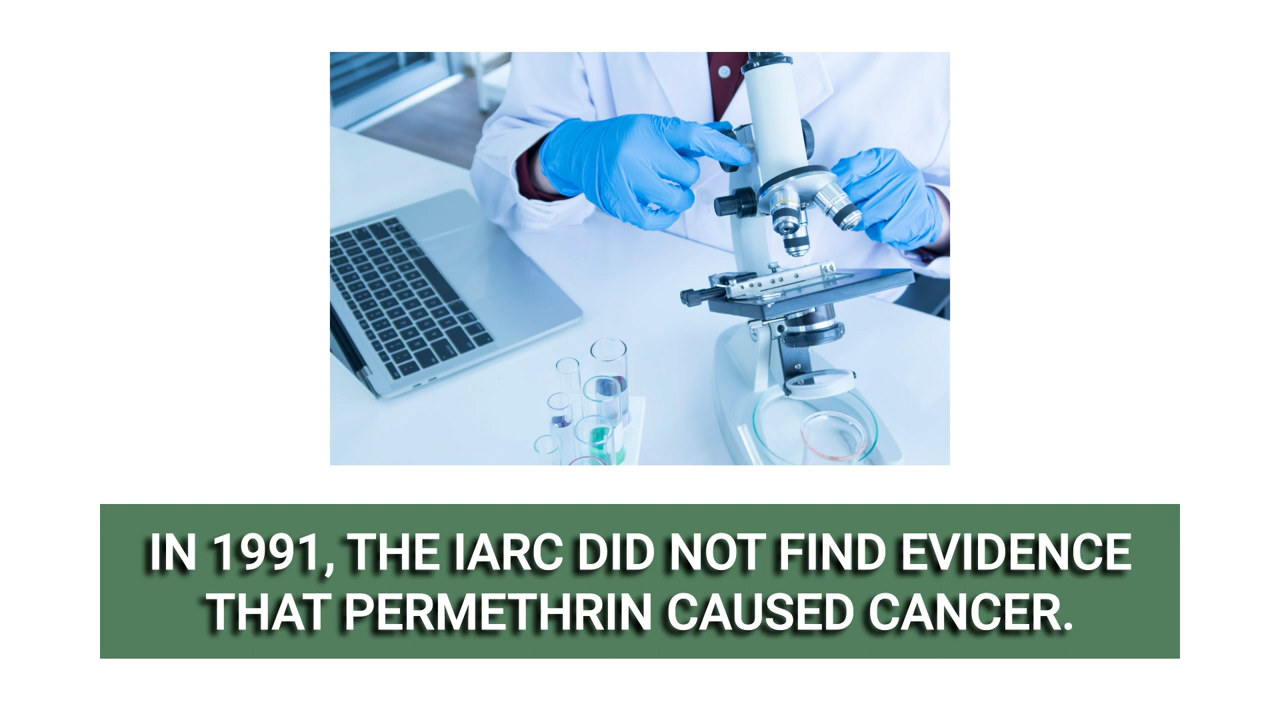 IN 1991, THE IARC DID NOT FIND EVIDENCE
THAT PERMETHRIN CAUSED CANCER.